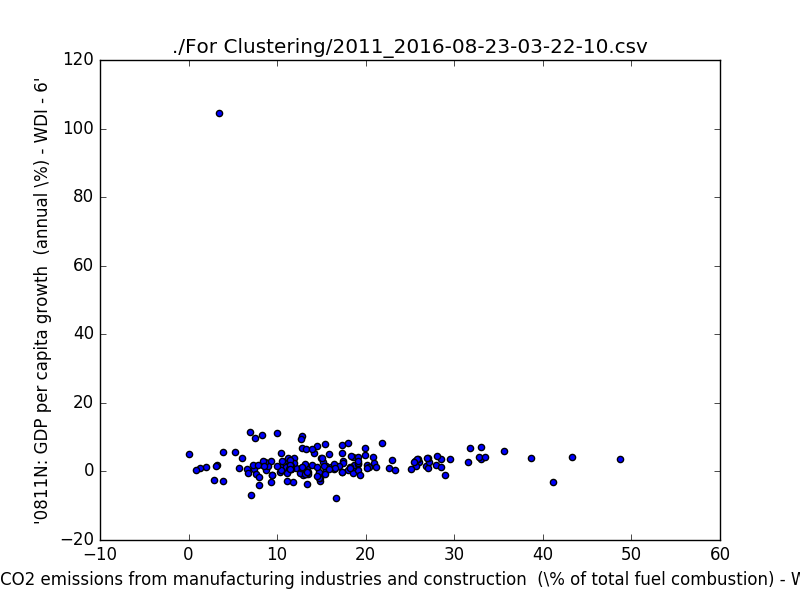 ./For Clustering/2011_2016-08-23-03-22-10.csv
'0811N: GDP per capita growth  (annual \%) - WDI - 6'
120
100
80
60
40
20
0
−20
−10 0 10 20 30 40 50 60
CO2 emissions from manufacturing industries and construction  (\% of total fuel combustion) -